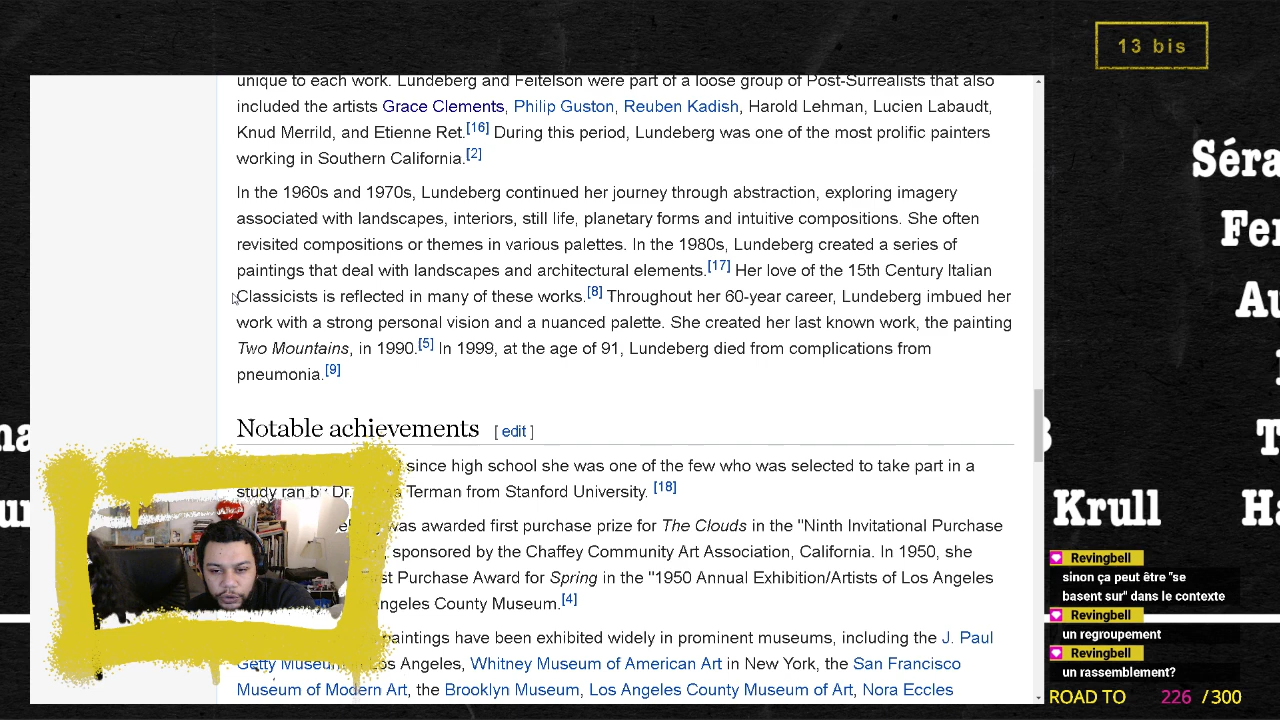 13 bis
unique to each work. Lundeberg and Feitelson were part of a loose group of Post-Surrealists that also
included the artists Grace Clements, Philip Guston, Reuben Kadish, Harold Lehman, Lucien Labaudt,
Knud Merrild, and Etienne Ret.[16] During this period, Lundeberg was one of the most prolific painters
working in Southern California.[2]
In the 1960s and 1970s, Lundeberg continued her journey through abstraction, exploring imagery
associated with landscapes, interiors, still life, planetary forms and intuitive compositions. She often
revisited compositions or themes in various palettes. In the 1980s, Lundeberg created a series of
paintings that deal with landscapes and architectural elements.[17] Her love of the 15th Century Italian
Classicists is reflected in many of these works.[8] Throughout her 60-year career, Lundeberg imbued her
work with a strong personal vision and a nuanced palette. She created her last known work, the painting
Two Mountains, in 1990.[5] In 1999, at the age of 91, Lundeberg died from complications from
pneumonia.[9]
Notable achievements [ edit ]
since high school she was one of the few who was selected to take part in a
study ran Dr. Terman from Stanford University. [18]
was awarded first purchase prize for The Clouds in the "Ninth Invitational Purchase
sponsored by the Chaffey Community Art Association, California. In 1950, she
Purchase Award for Spring in the "1950 Annual Exhibition/Artists of Los Angeles
County Museum.[4]
paintings have been exhibited widely in prominent museums, including the J. Paul
Getty Los Angeles, Whitney Museum of American Art in New York, the San Francisco
Museum of Modern Art, the Brooklyn Museum, Los Angeles County Museum of Art, Nora Eccles
Krull
Revingbell
sinon ça peut être "se
basent sur" dans le contexte
Revingbell
un regroupement
Revingbell
un rassemblement?
ROAD TO 226 /300